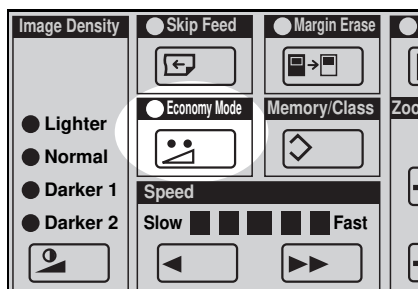 Image Density
Skip Feed
Margin Erase
Economy Mode
Memory/Class
Lighter
Normal
Darker 1
Darker 2
Speed
Slow
Fast